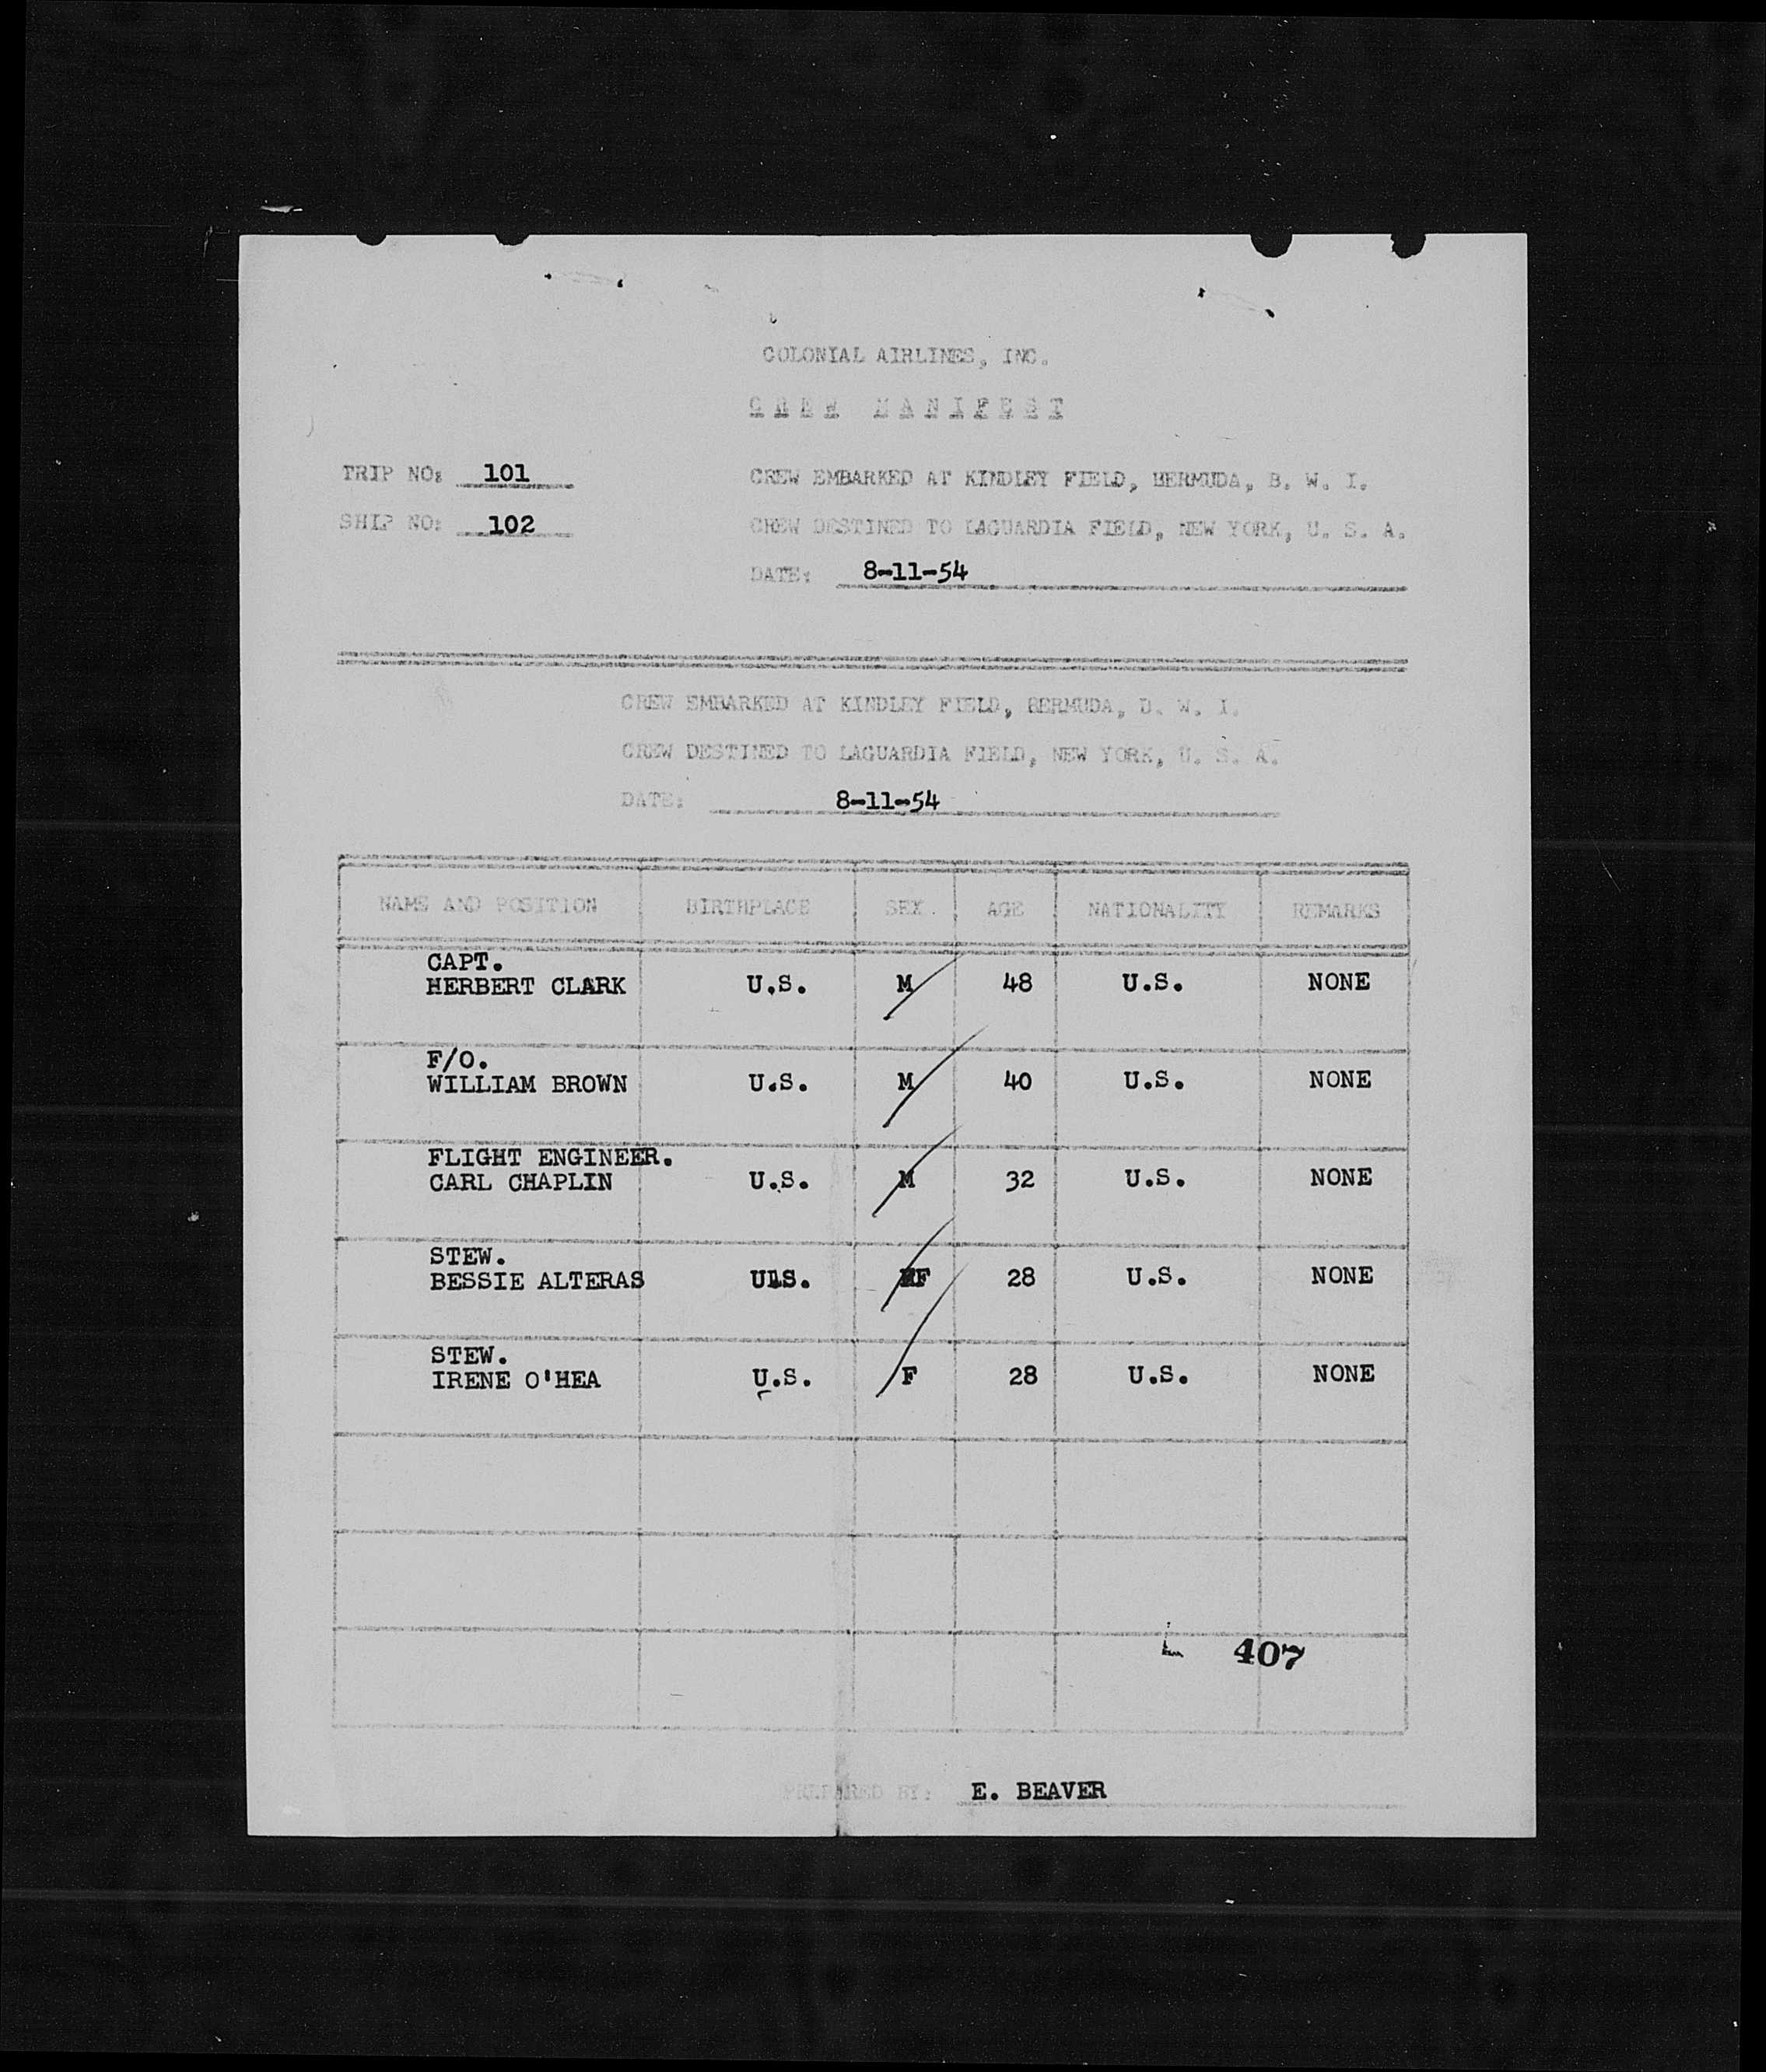 COLONIAL AIRLINES, INC.
CREW MANIFEST
TRIP NO: 101
CREW EMBARKED AT KINDLEY FIELD, BERMUDA, B. W. I.
SHIP NO: 102
CREW DESTINED TO LAGUARDIA FIELD, NEW YORK, U. S. A.
DATE: 8-11-54
CREW EMBARKED AT KINDLEY FIELD, BERMUDA, B. W. I.
CREW DESTINED TO LAGUARDIA FIELD, NEW YORK, U. S. A.
DATE: 8-11-54
NAME AND POSITION BIRTHPLACE SEX AGE NATIONALITY REMARKS
CAPT.
HERBERT CLARK U.S. M 48 U.S. NONE
F/O.
WILLIAM BROWN U.S. M 40 U.S. NONE
FLIGHT ENGINEER.
CARL CHAPLIN U.S. M 32 U.S. NONE
STEW.
BESSIE ALTERAS U.S. F 28 U.S. NONE
STEW.
IRENE O'HEA U.S. F 28 U.S. NONE
407
PREPARED BY: E. BEAVER